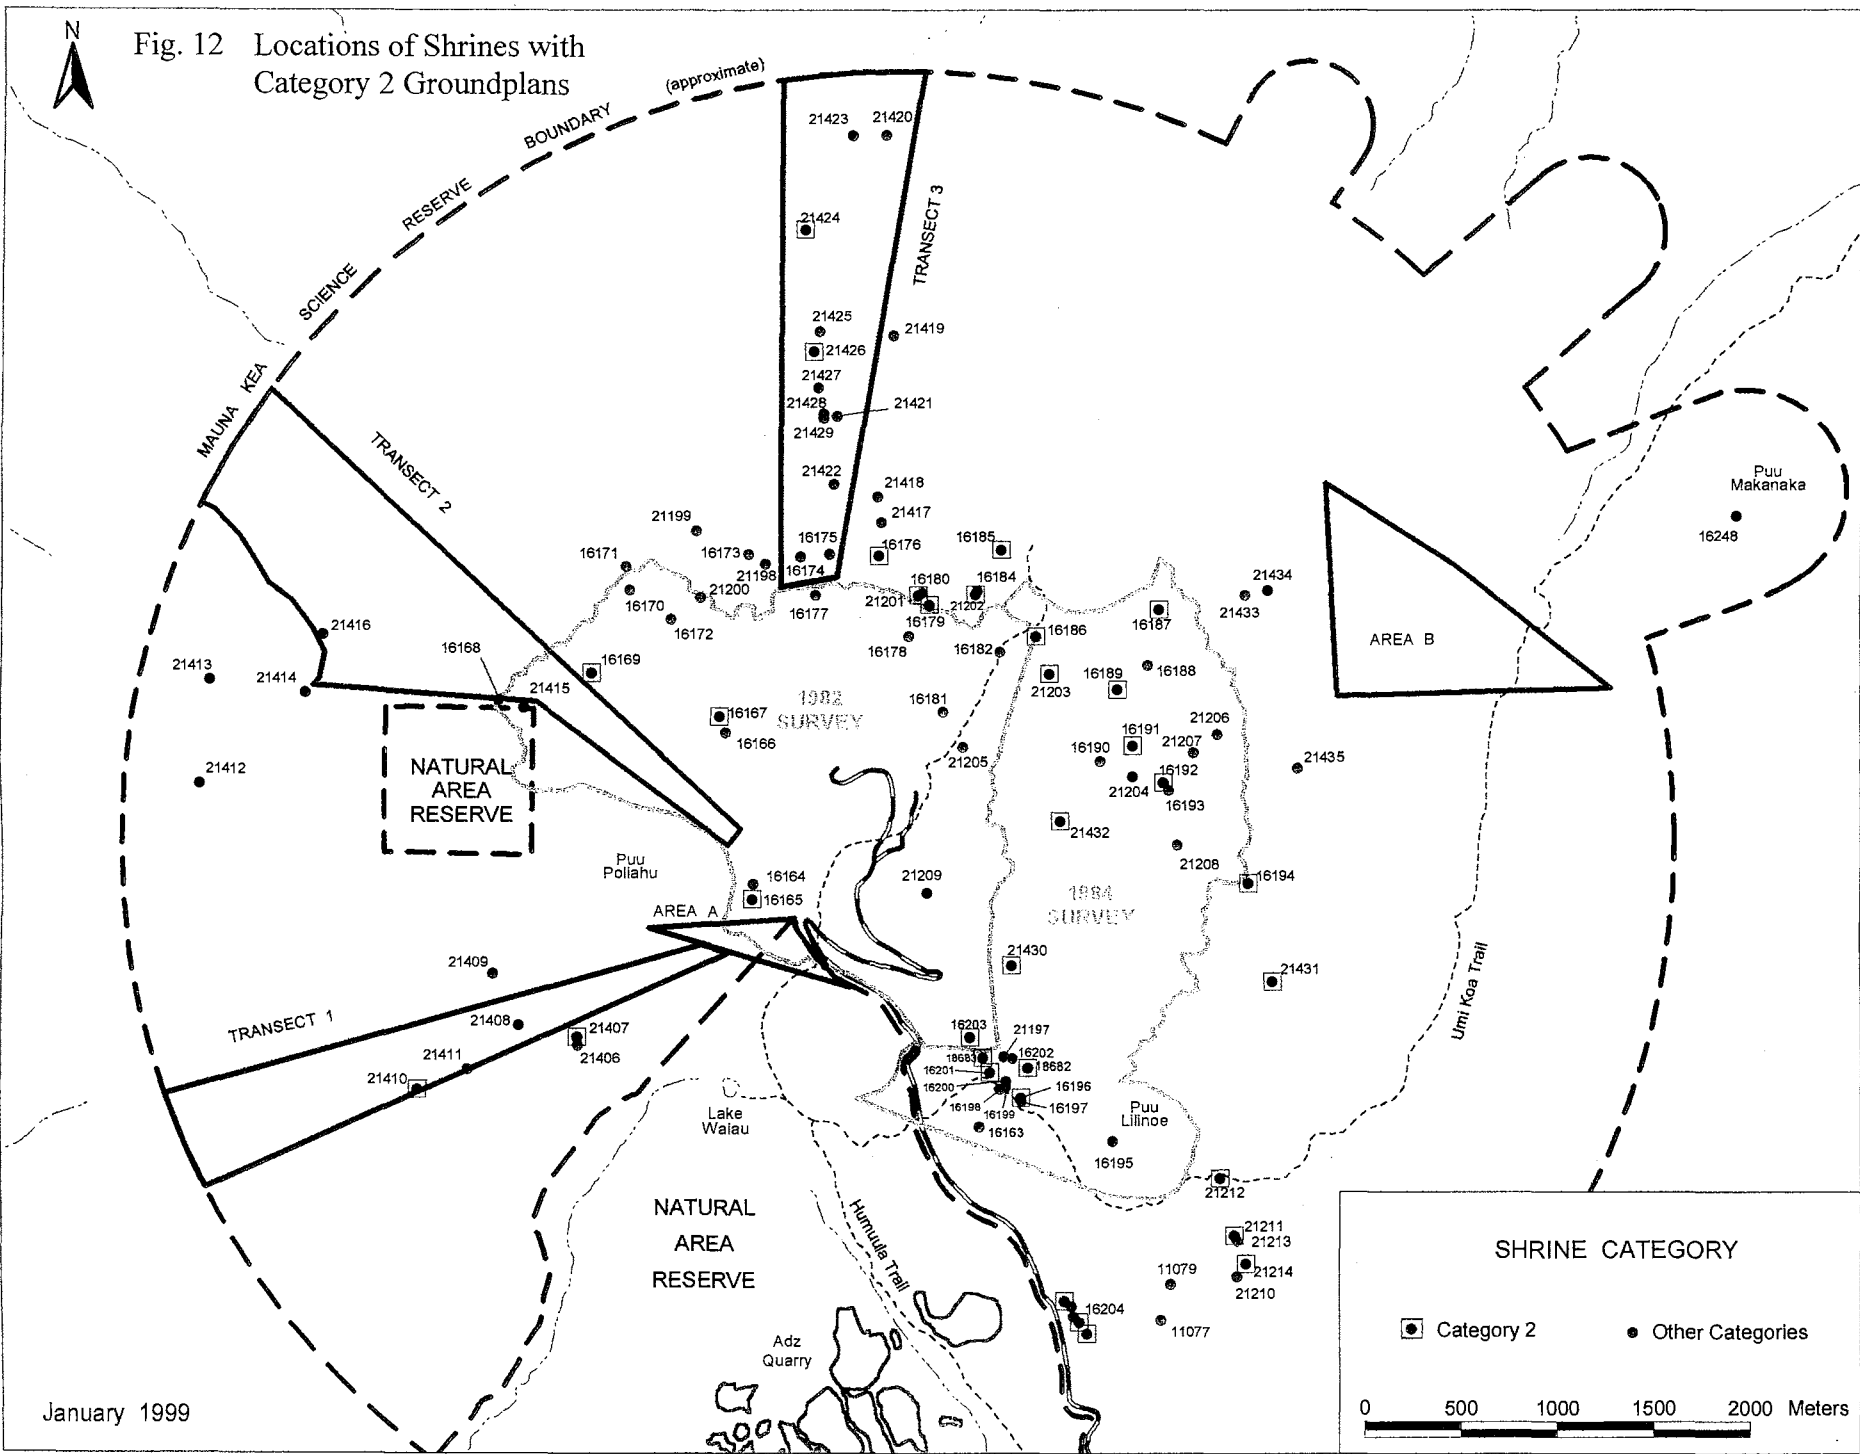 N
Fig. 12 Locations of Shrines with
Category 2 Groundplans
(approximate)
BOUNDARY
RESERVE
SCIENCE
MAUNA KEA
21423 21420
21424
TRANSECT 3
21425
21419
21426
21427
21428
21421
21429
21422
21418
21417
TRANSECT 2
Puu
Makanaka
16248
21199
16171
16173
16175
16176
16185
21198
16174
21200
16170
16172
16177
16180
21201
16179
16184
21202
16178
16182
16186
16187
21434
21433
AREA B
21416
16168
16169
21413
21414
21415
21203
16189
16188
1982
SURVEY
16167
16166
16181
21205
16191
21206
16190
21207
16192
21204
16193
21435
21412
NATURAL
AREA
RESERVE
21432
21208
Puu
Poliahu
16164
16165
21209
16194
1984
SURVEY
AREA A
21430
21431
21409
TRANSECT 1
21408
21407
21406
21411
21410
Umi Koa Trail
16203
21197
18683
16202
16201
18682
16200
16196
16198
16199
16197
16163
Lake
Waiau
Puu
Lilinoe
16195
21212
NATURAL
AREA
RESERVE
Humuula Trail
21211
21213
21214
21210
11079
16204
11077
Adz
Quarry
SHRINE CATEGORY
Category 2 Other Categories
0 500 1000 1500 2000 Meters
January 1999